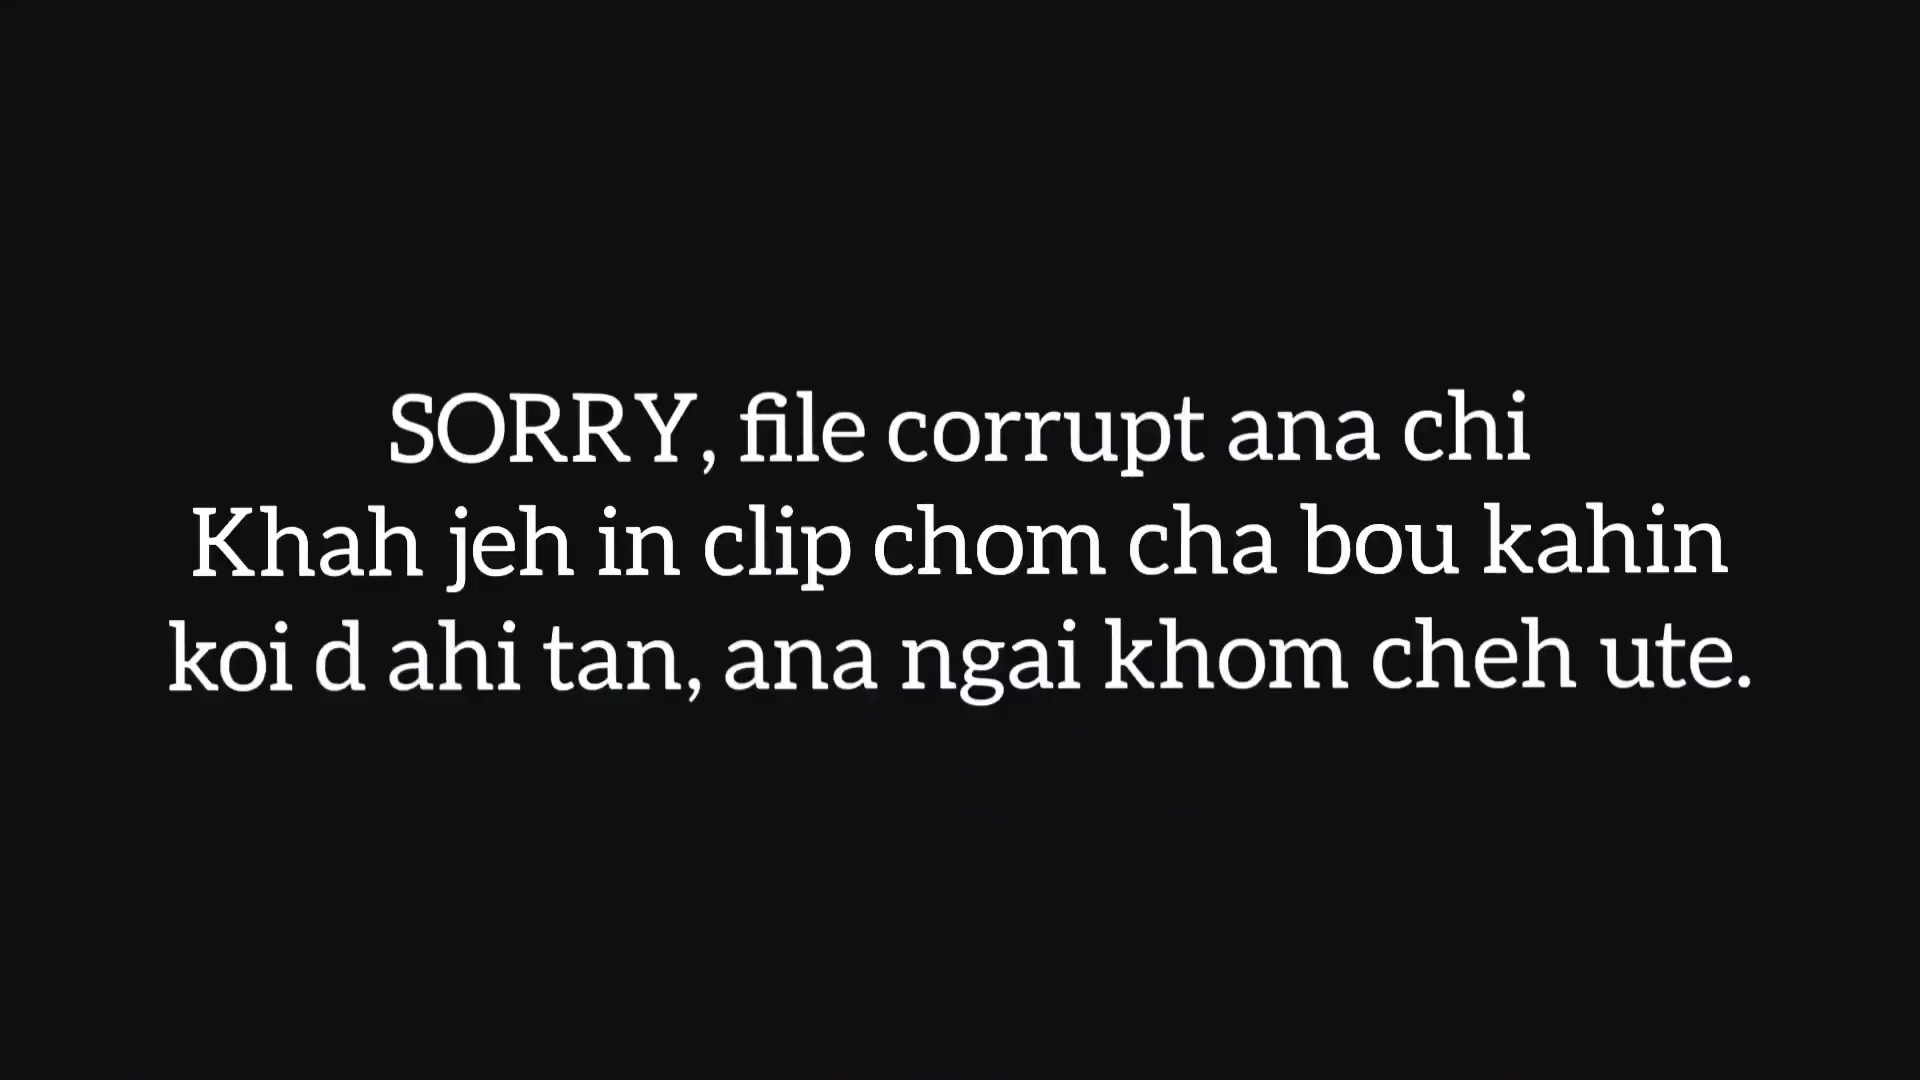 SORRY, file corrupt ana chi
Khah jeh in clip chom cha bou kahin
koi d ahi tan, ana ngai khom cheh ute.